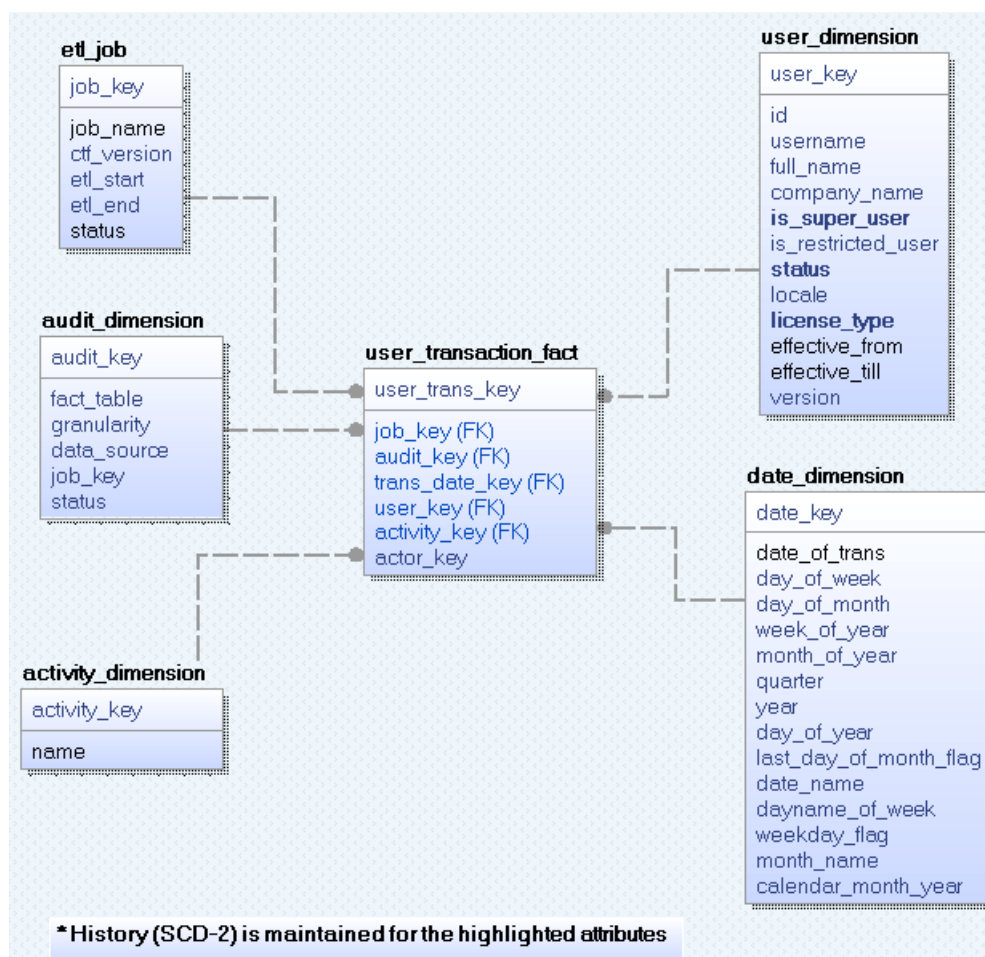 etl_job
job_key
job_name
ctf_version
etl_start
etl_end
status
audit_dimension
audit_key
fact_table
granularity
data_source
job_key
status
activity_dimension
activity_key
name
user_transaction_fact
user_trans_key
job_key (FK)
audit_key (FK)
trans_date_key (FK)
user_key (FK)
activity_key (FK)
actor_key
user_dimension
user_key
id
username
full_name
company_name
is_super_user
is_restricted_user
status
locale
license_type
effective_from
effective_till
version
date_dimension
date_key
date_of_trans
day_of_week
day_of_month
week_of_year
month_of_year
quarter
year
day_of_year
last_day_of_month_flag
date_name
dayname_of_week
weekday_flag
month_name
calendar_month_year
* History (SCD-2) is maintained for the highlighted attributes